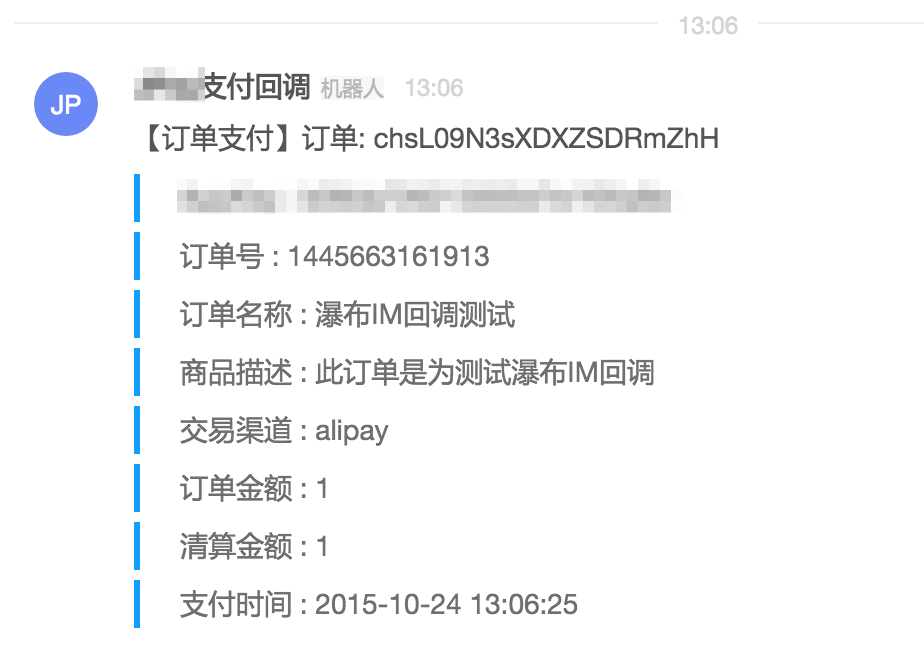 13:06
JP
支付回调 机器人 13:06
【订单支付】订单: chsL09N3sXDXZSDRmZhH
订单号 : 1445663161913
订单名称 : 瀑布IM回调测试
商品描述 : 此订单是为测试瀑布IM回调
交易渠道 : alipay
订单金额 : 1
清算金额 : 1
支付时间 : 2015-10-24 13:06:25